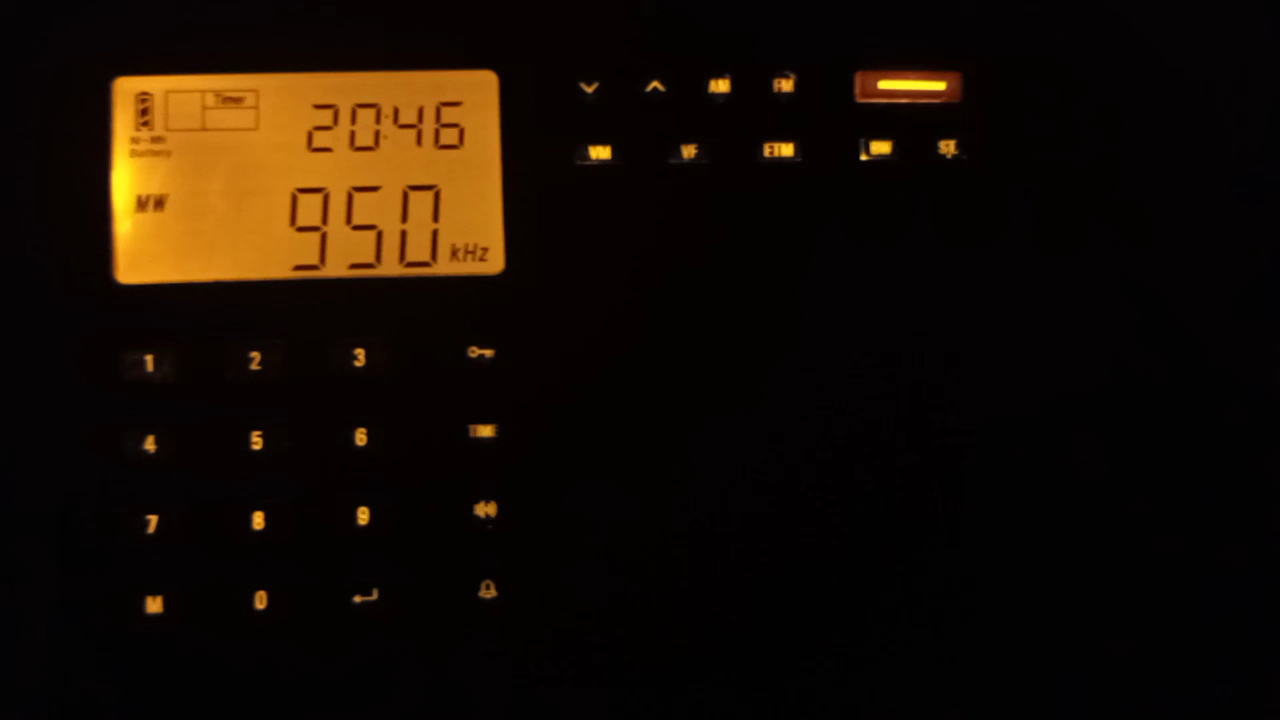 Timer
20:46
Ni-Mh
Battery
MW
950 kHz
AM FM
VM VF ETM BW ST.
1 2 3
4 5 6 TIME
7 8 9
M 0